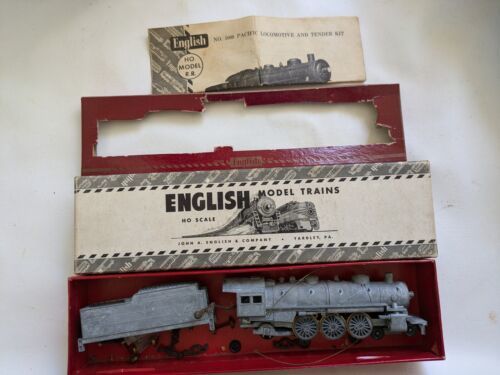 English
HO
MODEL
R.R.
NO. 500 PACIFIC LOCOMOTIVE AND TENDER KIT
English
ENGLISH MODEL TRAINS
HO SCALE
JOHN A. ENGLISH & COMPANY • YARDLEY, PA.